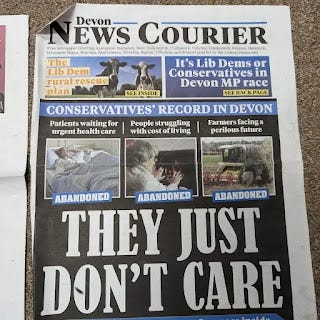 Devon
NEWS COURIER
The
Lib Dem
rural rescue
plan
SEE INSIDE
It's Lib Dems or
Conservatives in
Devon MP race
SEE BACK PAGE
CONSERVATIVES' RECORD IN DEVON
Patients waiting for
urgent health care
People struggling
with cost of living
Farmers facing a
perilous future
ABANDONED
ABANDONED
ABANDONED
THEY JUST
DON'T CARE